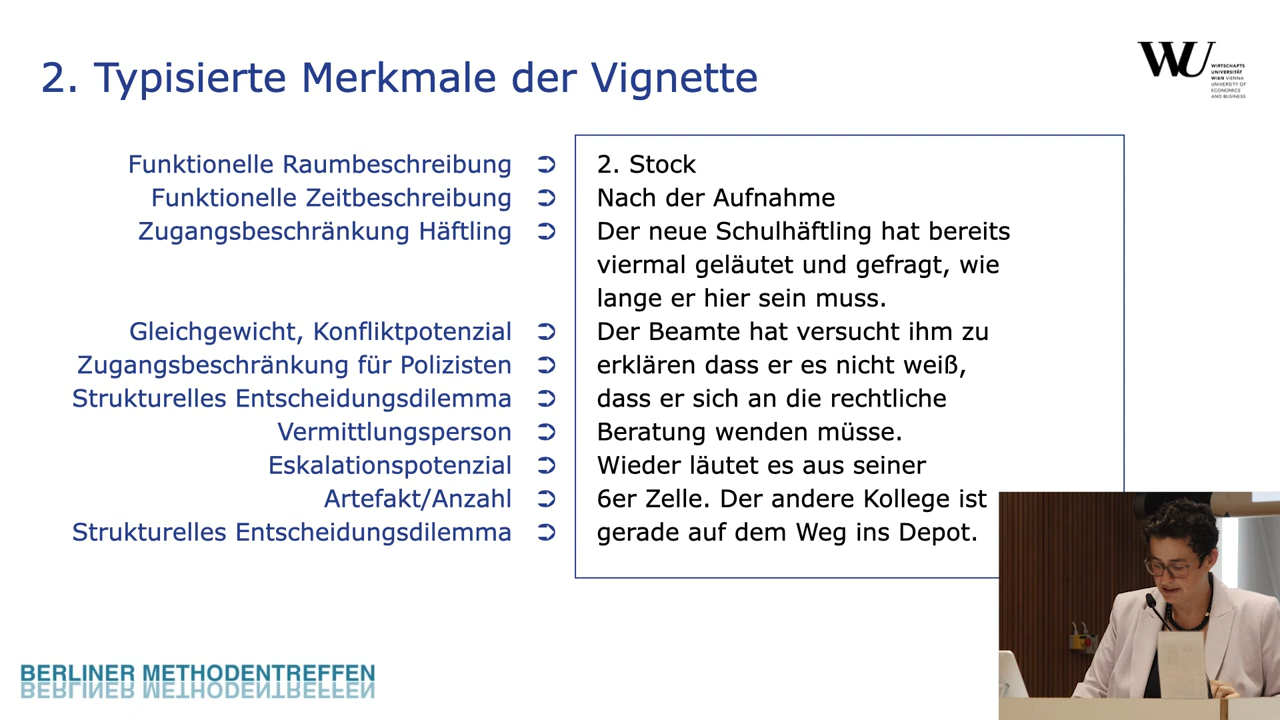 2. Typisierte Merkmale der Vignette
WU
WIRTSCHAFTS
UNIVERSITÄT
WIEN VIENNA
UNIVERSITY OF
ECONOMICS
AND BUSINESS
Funktionelle Raumbeschreibung ➲ 2. Stock
Funktionelle Zeitbeschreibung ➲ Nach der Aufnahme
Zugangsbeschränkung Häftling ➲ Der neue Schulhäftling hat bereits
viermal geläutet und gefragt, wie
lange er hier sein muss.
Gleichgewicht, Konfliktpotenzial ➲ Der Beamte hat versucht ihm zu
Zugangsbeschränkung für Polizisten ➲ erklären dass er es nicht weiß,
Strukturelles Entscheidungsdilemma ➲ dass er sich an die rechtliche
Vermittlungsperson ➲ Beratung wenden müsse.
Eskalationspotenzial ➲ Wieder läutet es aus seiner
Artefakt/Anzahl ➲ 6er Zelle. Der andere Kollege ist
Strukturelles Entscheidungsdilemma ➲ gerade auf dem Weg ins Depot.
BERLINER METHODENTREFFEN